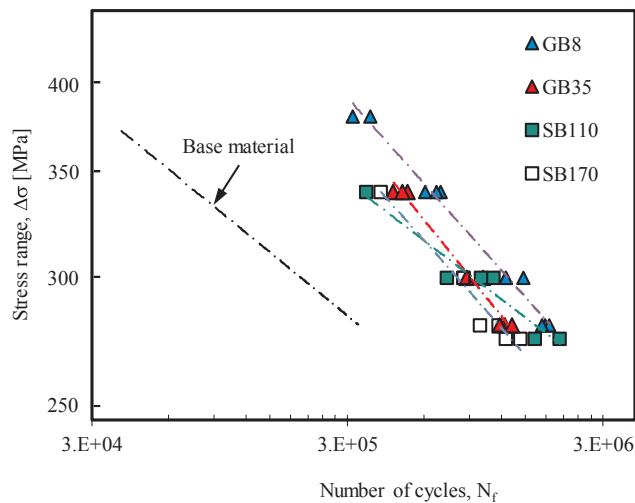 GB8
GB35
SB110
SB170
Base material
400
350
300
250
Stress range, Δσ [MPa]
3.E+04 3.E+05 3.E+06
Number of cycles, Nf